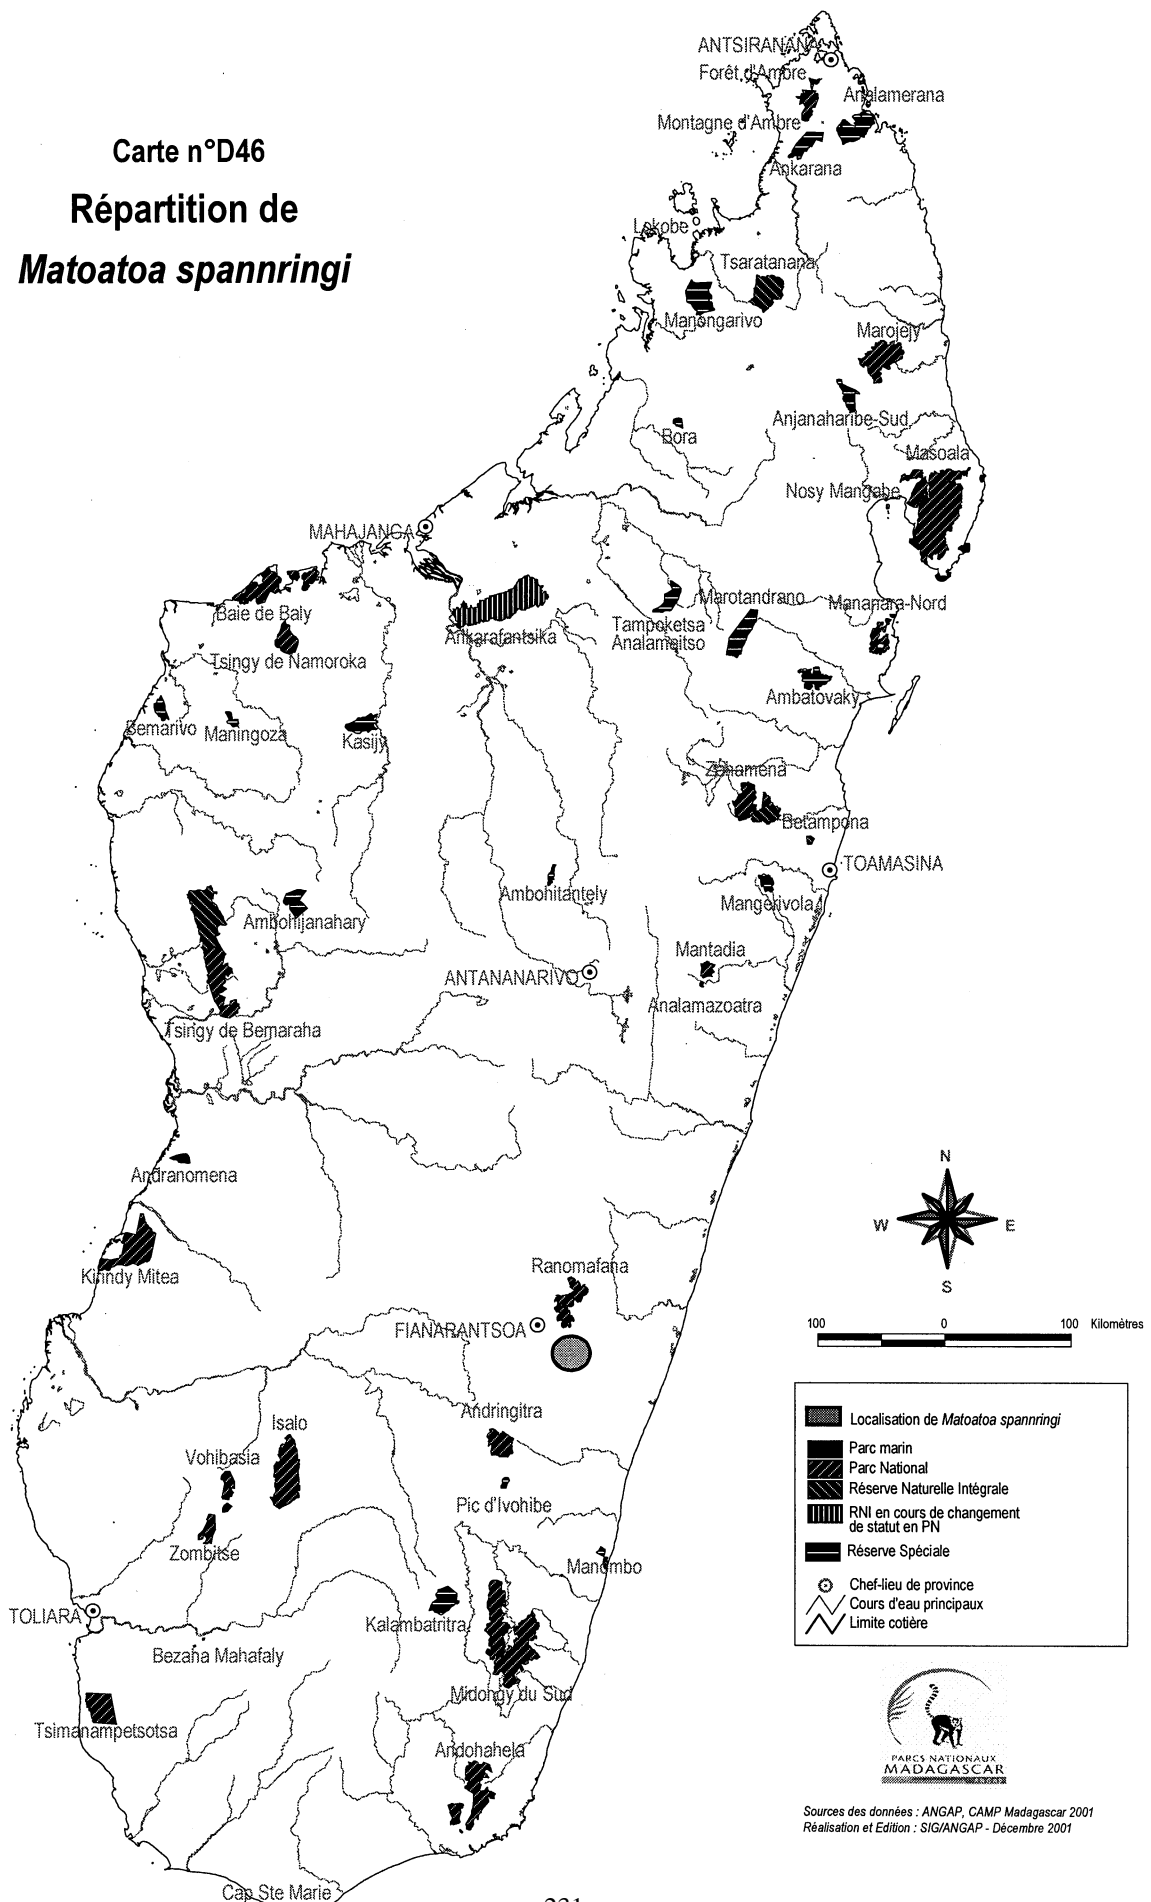 Carte n°D46
Répartition de
Matoatoa spannringi
ANTSIRANANA
Forêt d'Ambre
Analamerana
Montagne d'Ambre
Ankarana
Lokobe
Tsaratanana
Manongarivo
Marojejy
Anjanaharibe-Sud
Bora
Masoala
Nosy Mangabe
MAHAJANGA
Baie de Baly
Ankarafantsika
Marotandrano
Mananara-Nord
Tampoketsa
Analameitso
Tsingy de Namoroka
Ambatovaky
Bemarivo
Maningoza
Kasijy
Zahamena
Betampona
TOAMASINA
Ambohitantely
Mangerivola
Ambohijanahary
Mantadia
ANTANANARIVO
Analamazoatra
Tsingy de Bemaraha
Andranomena
Kirindy Mitea
Ranomafana
FIANARANTSOA
Andringitra
Isalo
Vohibasia
Pic d'Ivohibe
Zombitse
Manombo
TOLIARA
Kalambatritra
Bezaha Mahafaly
Midongy du Sud
Tsimanampetsotsa
Andohahela
Cap Ste Marie
N
W
E
S
100 0 100 Kilomètres
Localisation de Matoatoa spannringi
Parc marin
Parc National
Réserve Naturelle Intégrale
RNI en cours de changement
de statut en PN
Réserve Spéciale
Chef-lieu de province
Cours d'eau principaux
Limite cotière
PARCS NATIONAUX
MADAGASCAR
ANGAP
Sources des données : ANGAP, CAMP Madagascar 2001
Réalisation et Edition : SIG/ANGAP - Décembre 2001